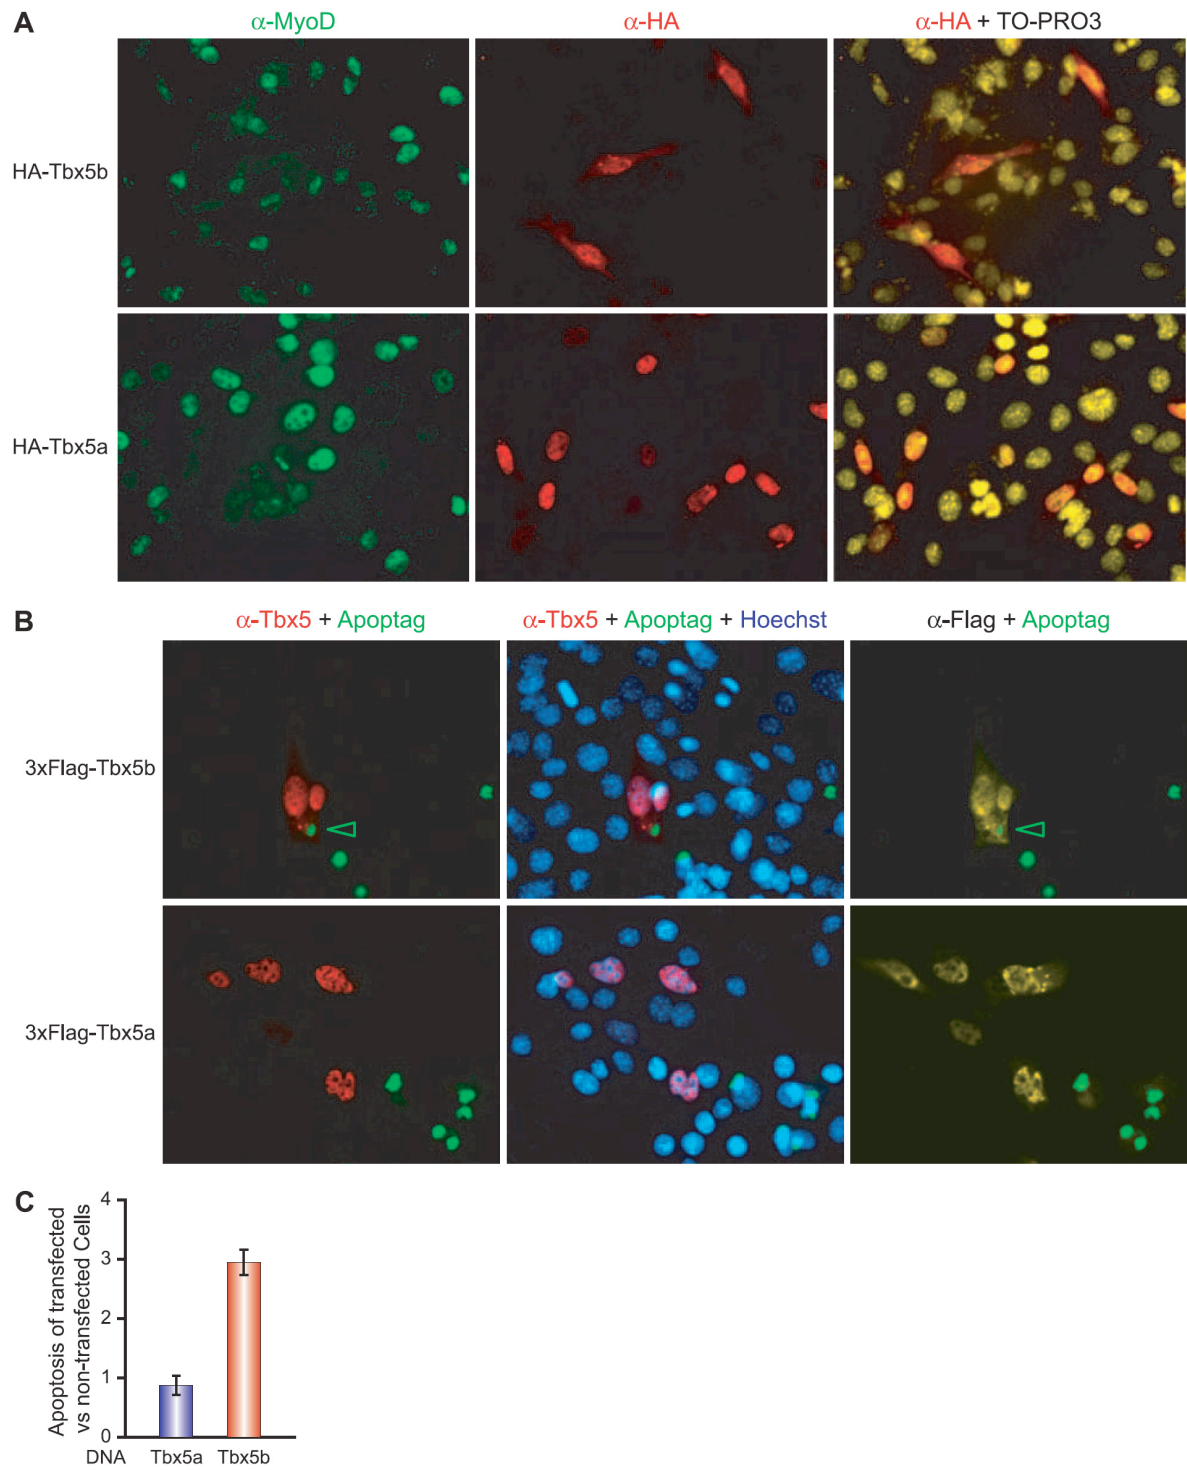 A
α-MyoD α-HA α-HA + TO-PRO3
HA-Tbx5b
HA-Tbx5a
B
α-Tbx5 + Apoptag α-Tbx5 + Apoptag + Hoechst α-Flag + Apoptag
3xFlag-Tbx5b
3xFlag-Tbx5a
C
Apoptosis of transfected
vs non-transfected Cells
4
3
2
1
0
DNA Tbx5a Tbx5b